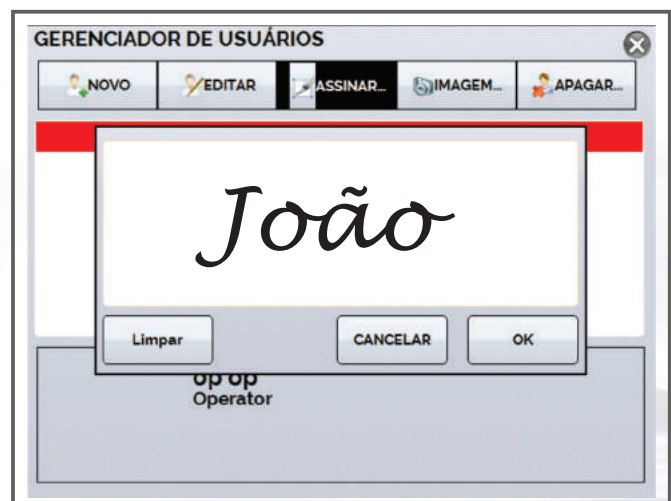 GERENCIADOR DE USUÁRIOS
NOVO EDITAR ASSINAR... IMAGEM... APAGAR...
João
Limpar CANCELAR OK
op op
Operator